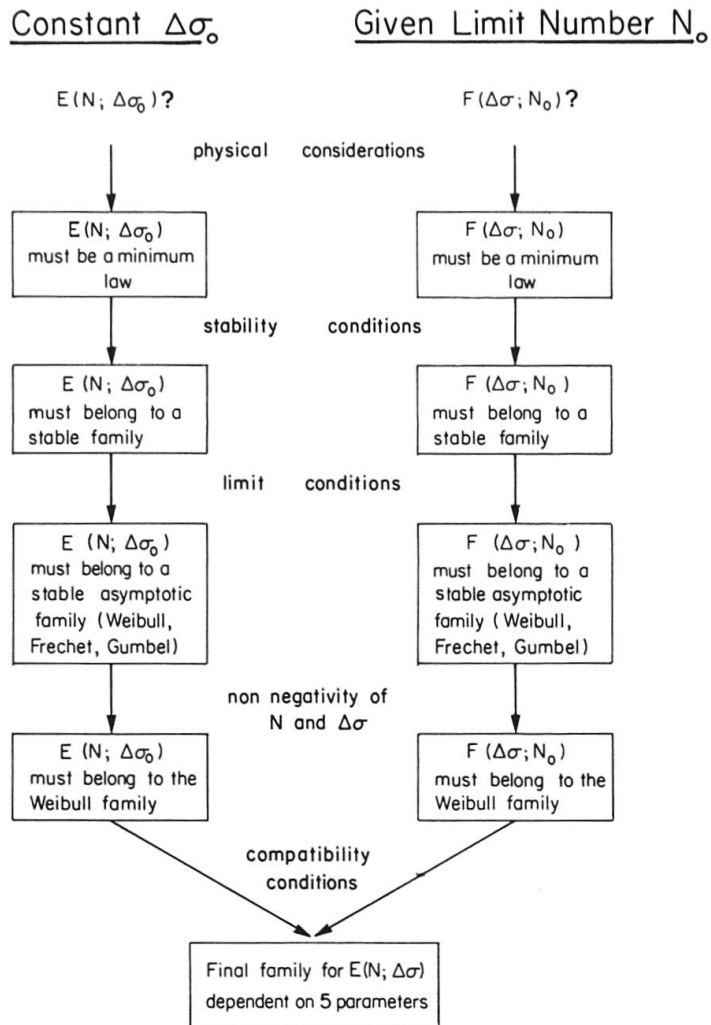 Constant Δσ₀
Given Limit Number N₀
E(N; Δσ₀)?
F(Δσ; N₀)?
physical considerations
E(N; Δσ₀)
must be a minimum
law
F(Δσ; N₀)
must be a minimum
law
stability conditions
E (N; Δσ₀)
must belong to a
stable family
F (Δσ; N₀)
must belong to a
stable family
limit conditions
E (N; Δσ₀)
must belong to a
stable asymptotic
family (Weibull,
Frechet, Gumbel)
F (Δσ; N₀)
must belong to a
stable asymptotic
family (Weibull,
Frechet, Gumbel)
non negativity of
N and Δσ
E (N; Δσ₀)
must belong to the
Weibull family
F (Δσ; N₀)
must belong to the
Weibull family
compatibility
conditions
Final family for E(N; Δσ)
dependent on 5 parameters